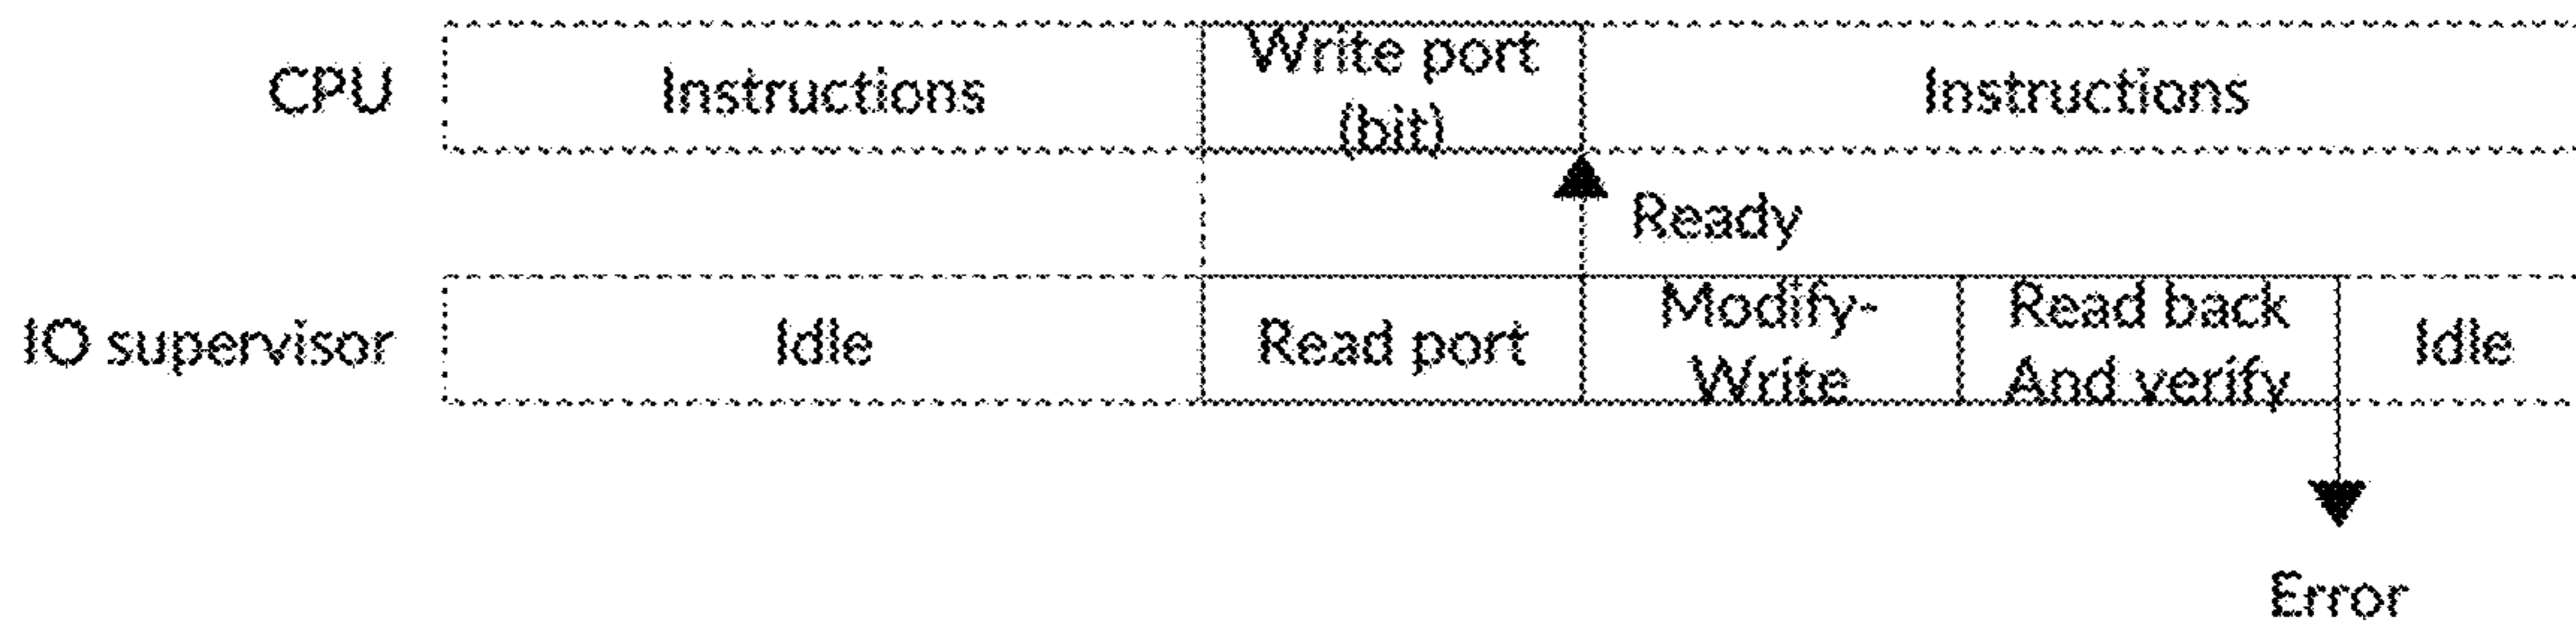 CPU
Instructions
Write port
(bit)
Instructions
Ready
IO supervisor
Idle
Read port
Modify-
Write
Read back
And verify
Idle
Error